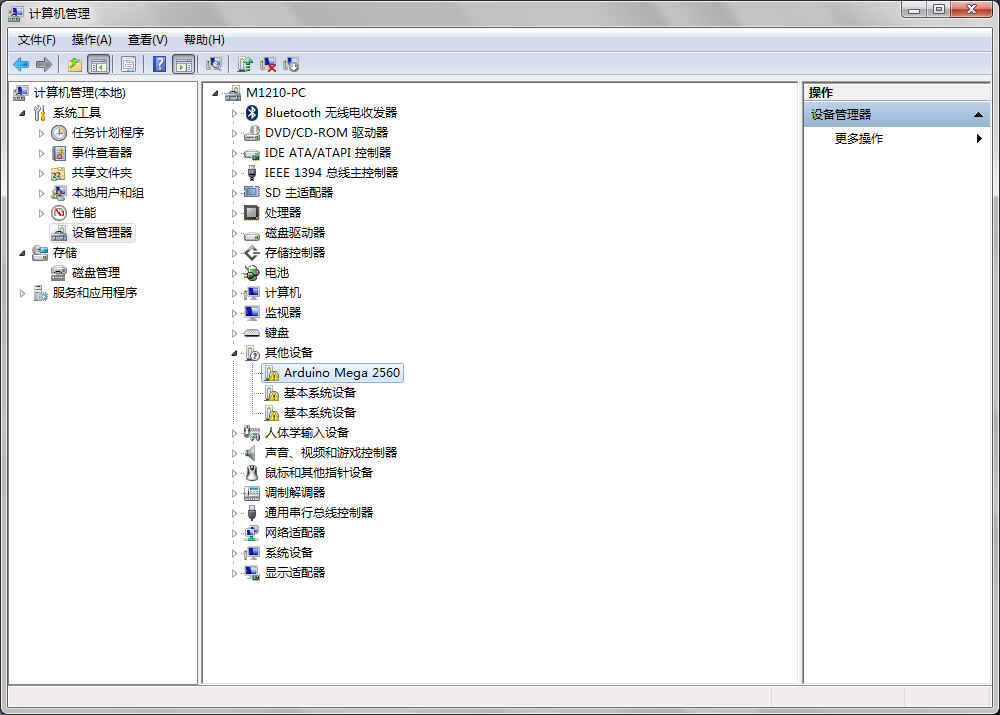 计算机管理
文件(F) 操作(A) 查看(V) 帮助(H)
计算机管理(本地)
系统工具
任务计划程序
事件查看器
共享文件夹
本地用户和组
性能
设备管理器
存储
磁盘管理
服务和应用程序
M1210-PC
Bluetooth 无线电收发器
DVD/CD-ROM 驱动器
IDE ATA/ATAPI 控制器
IEEE 1394 总线主控制器
SD 主适配器
处理器
磁盘驱动器
存储控制器
电池
计算机
监视器
键盘
其他设备
Arduino Mega 2560
基本系统设备
基本系统设备
人体学输入设备
声音、视频和游戏控制器
鼠标和其他指针设备
调制解调器
通用串行总线控制器
网络适配器
系统设备
显示适配器
操作
设备管理器
更多操作